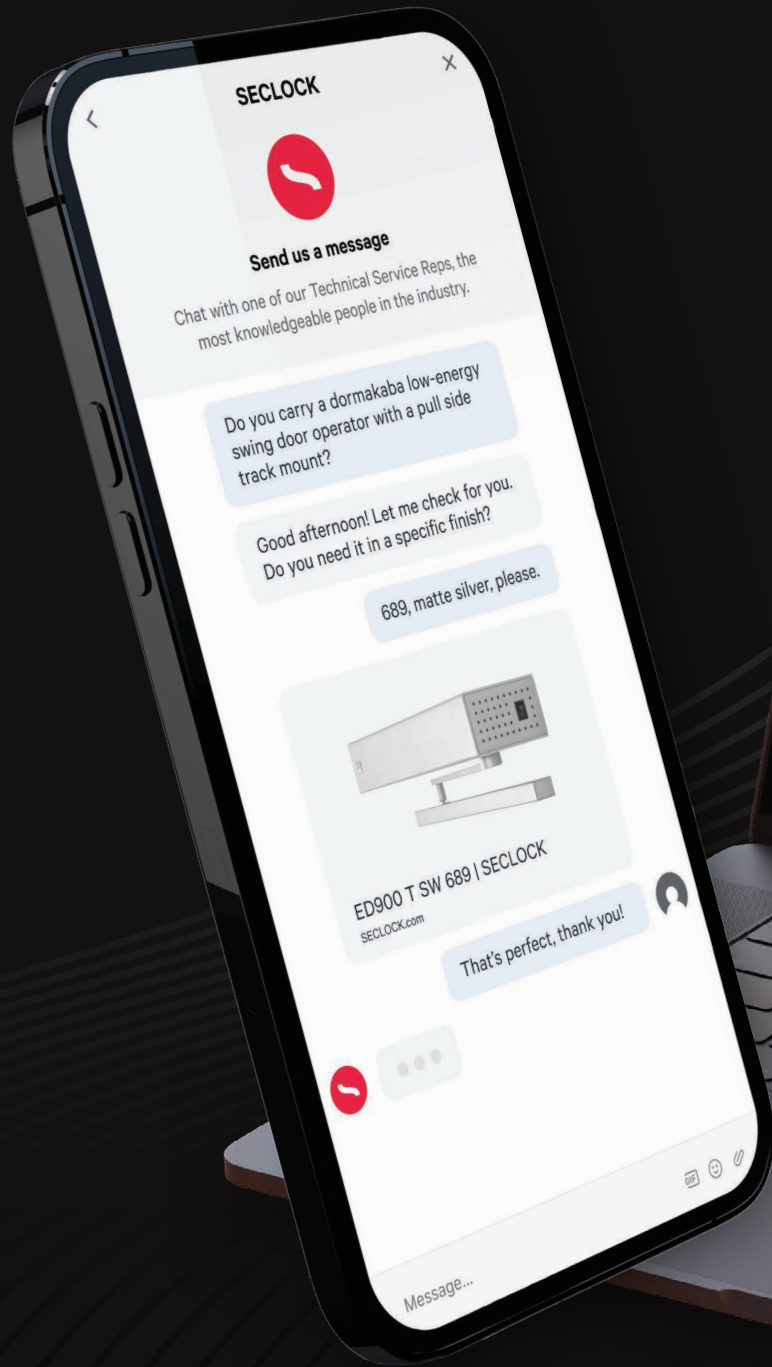 SECLOCK
Send us a message
Chat with one of our Technical Service Reps, the
most knowledgeable people in the industry.
Do you carry a dormakaba low-energy
swing door operator with a pull side
track mount?
Good afternoon! Let me check for you.
Do you need it in a specific finish?
689, matte silver, please.
ED900 T SW 689 | SECLOCK
SECLOCK.com
That's perfect, thank you!
GIF
Message...